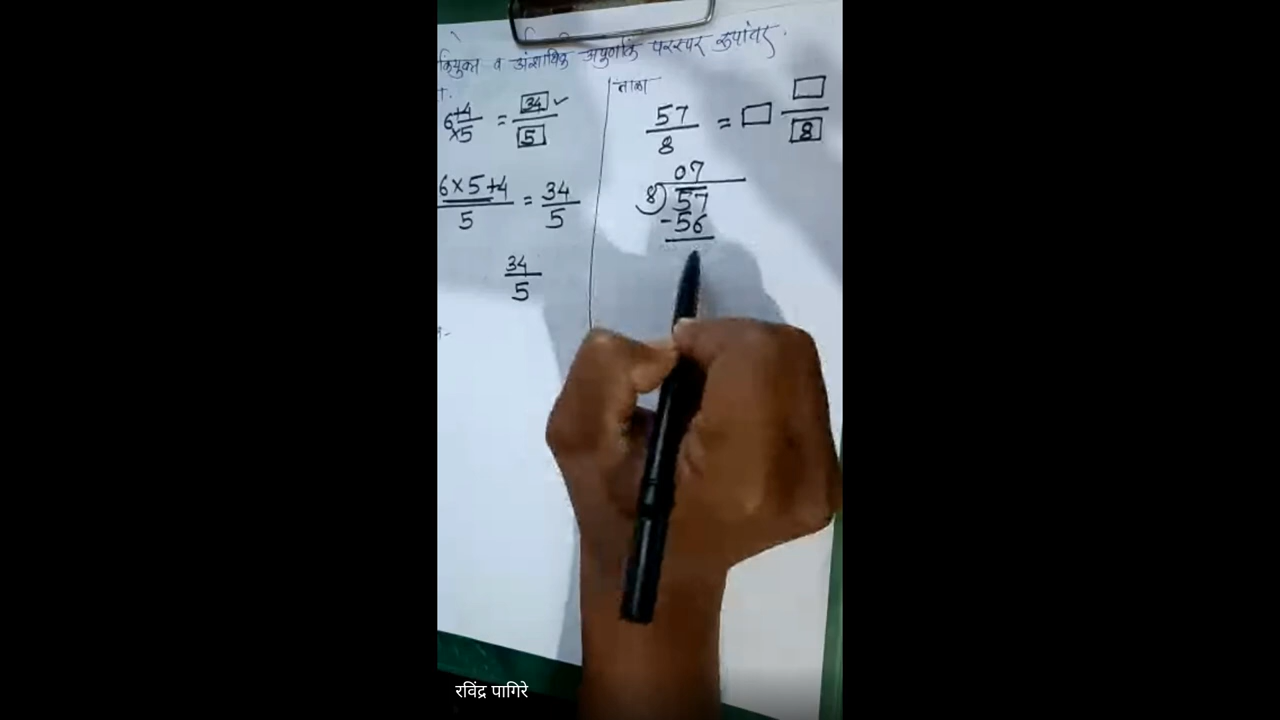 व अंशाधिक अपूर्णांक परस्पर रूपांतर.
6 +4/×5 = 34/5 ✓
6×5+4/5 = 34/5
34/5
57/8 = □ □/8
07
8) 57
-56
रविंद्र पागिरे